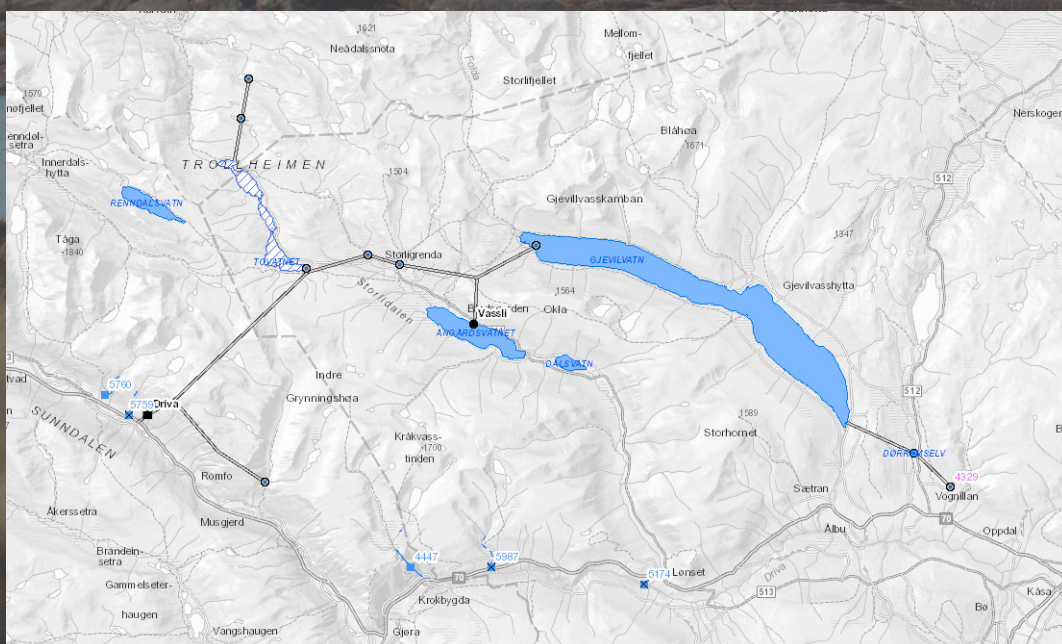 1621
Neådalssnota
Mellom-
fjellet
Storlifjellet
Folda
1579
Nerskogen
Innerdals-
hytta
TROLLHEIMEN
Blåhøa
1671
512
1504
RENNDALSVATN
Gjevillvasskamban
Tåga
1840
Storligrenda
1347
TOVATNET
GJEVILVATN
Gjevilvasshytta
Storlidalen
1564
Okla
Vassli
ÅNGARDSVATNET
DALSVATN
Indre
Grynningshøa
512
5760
5759
Driva
SUNNDALEN
1589
Storhornet
Kråkvass-
tinden
1700
DØRREMSELV
Romfo
4329
Sætran
Vognillan
Åkerssetra
Musgjerd
70
Oppdal
Ålbu
Brandein-
setra
4447
5987
5174
Lønset
Driva
70
Gammelseter-
haugen
Krokbygda
513
Kåsa
Bø
Vangshaugen
Gjøra